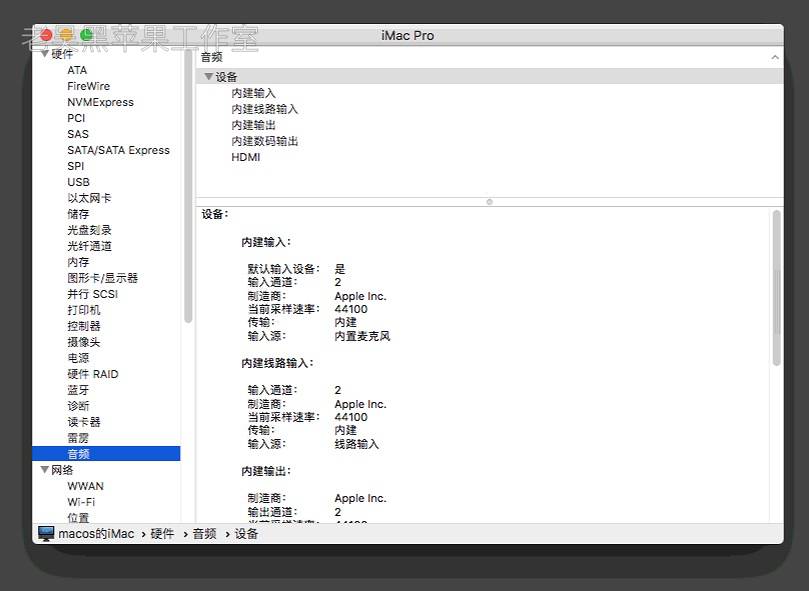 老吴黑苹果工作室
iMac Pro
硬件
ATA
FireWire
NVMExpress
PCI
SAS
SATA/SATA Express
SPI
USB
以太网卡
储存
光盘刻录
光纤通道
内存
图形卡/显示器
并行 SCSI
打印机
控制器
摄像头
电源
硬件 RAID
蓝牙
诊断
读卡器
雷雳
音频
网络
WWAN
Wi-Fi
位置
音频
设备
内建输入
内建线路输入
内建输出
内建数码输出
HDMI
设备：
内建输入：
默认输入设备： 是
输入通道： 2
制造商： Apple Inc.
当前采样速率： 44100
传输： 内建
输入源： 内置麦克风
内建线路输入：
输入通道： 2
制造商： Apple Inc.
当前采样速率： 44100
传输： 内建
输入源： 线路输入
内建输出：
制造商： Apple Inc.
输出通道： 2
当前采样速率： 44100
macos的iMac › 硬件 › 音频 › 设备